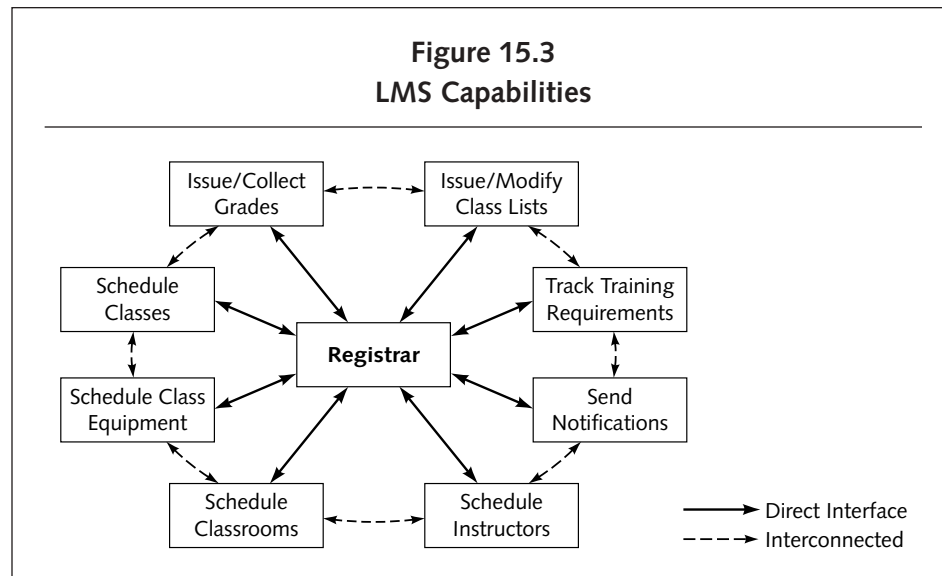 Figure 15.3
LMS Capabilities
Issue/Collect
Grades
Issue/Modify
Class Lists
Schedule
Classes
Track Training
Requirements
Registrar
Schedule Class
Equipment
Send
Notifications
Schedule
Classrooms
Schedule
Instructors
Direct Interface
Interconnected